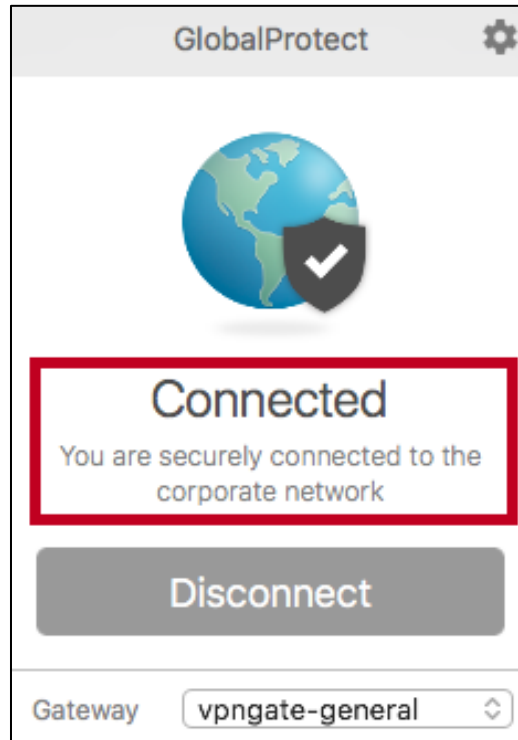 GlobalProtect
Connected
You are securely connected to the
corporate network
Disconnect
Gateway vpngate-general